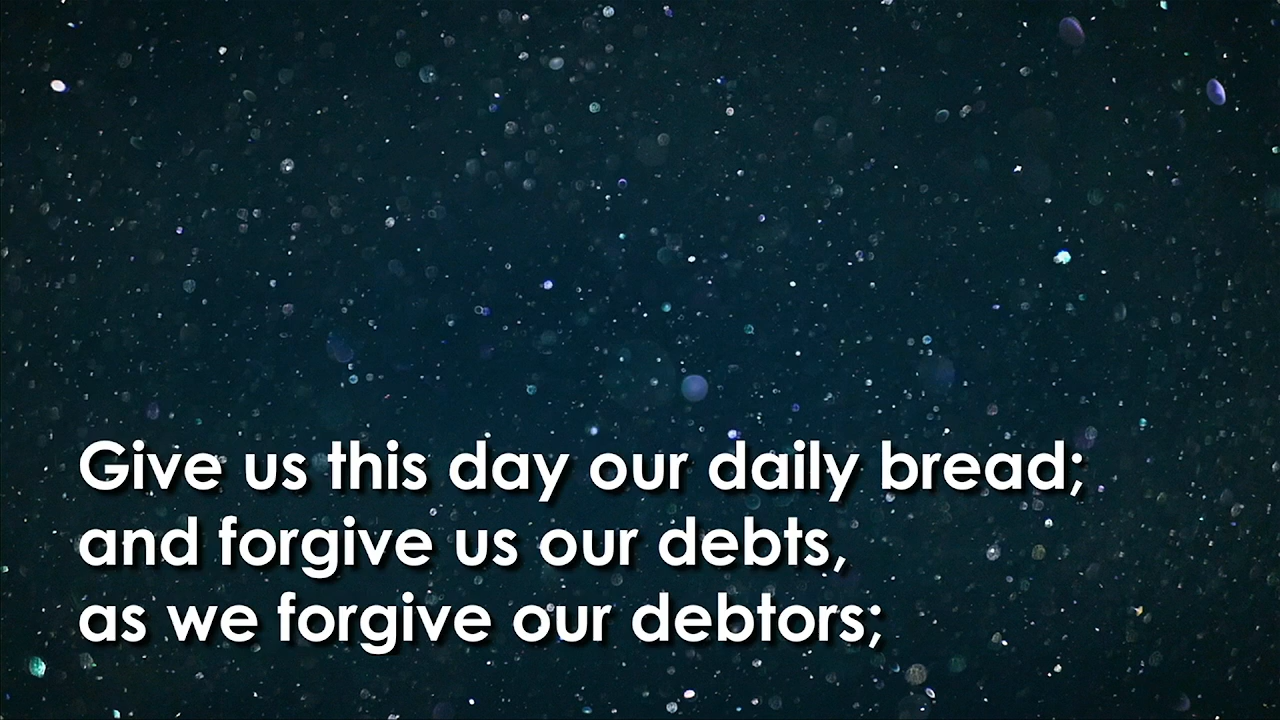 Give us this day our daily bread;
and forgive us our debts,
as we forgive our debtors;